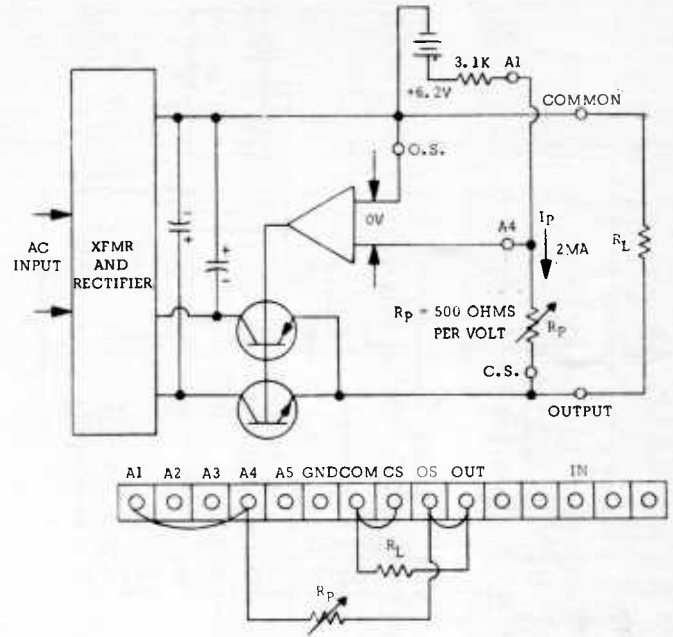 3.1K A1
+6.2V
COMMON
O.S.
0V
A4
IP
2MA
RL
AC
INPUT
XFMR
AND
RECTIFIER
RP = 500 OHMS
PER VOLT
RP
C.S.
OUTPUT
A1 A2 A3 A4 A5 GND COM CS OS OUT IN
RL
RP